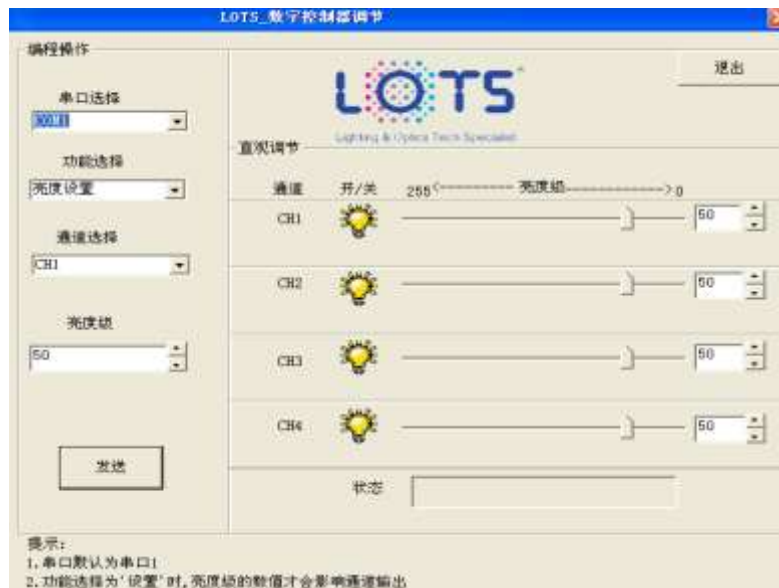 LOTS_数字控制器调节
编程操作
串口选择
COM1
功能选择
亮度设置
通道选择
CH1
亮度级
50
发送
退出
LOTS
Lighting & Optics Tech Specialist
直观调节
通道 开/关 255<--------- 亮度级------------>0
CH1 50
CH2 50
CH3 50
CH4 50
状态
提示:
1.串口默认为串口1
2.功能选择为'设置'时,亮度级的数值才会影响通道输出